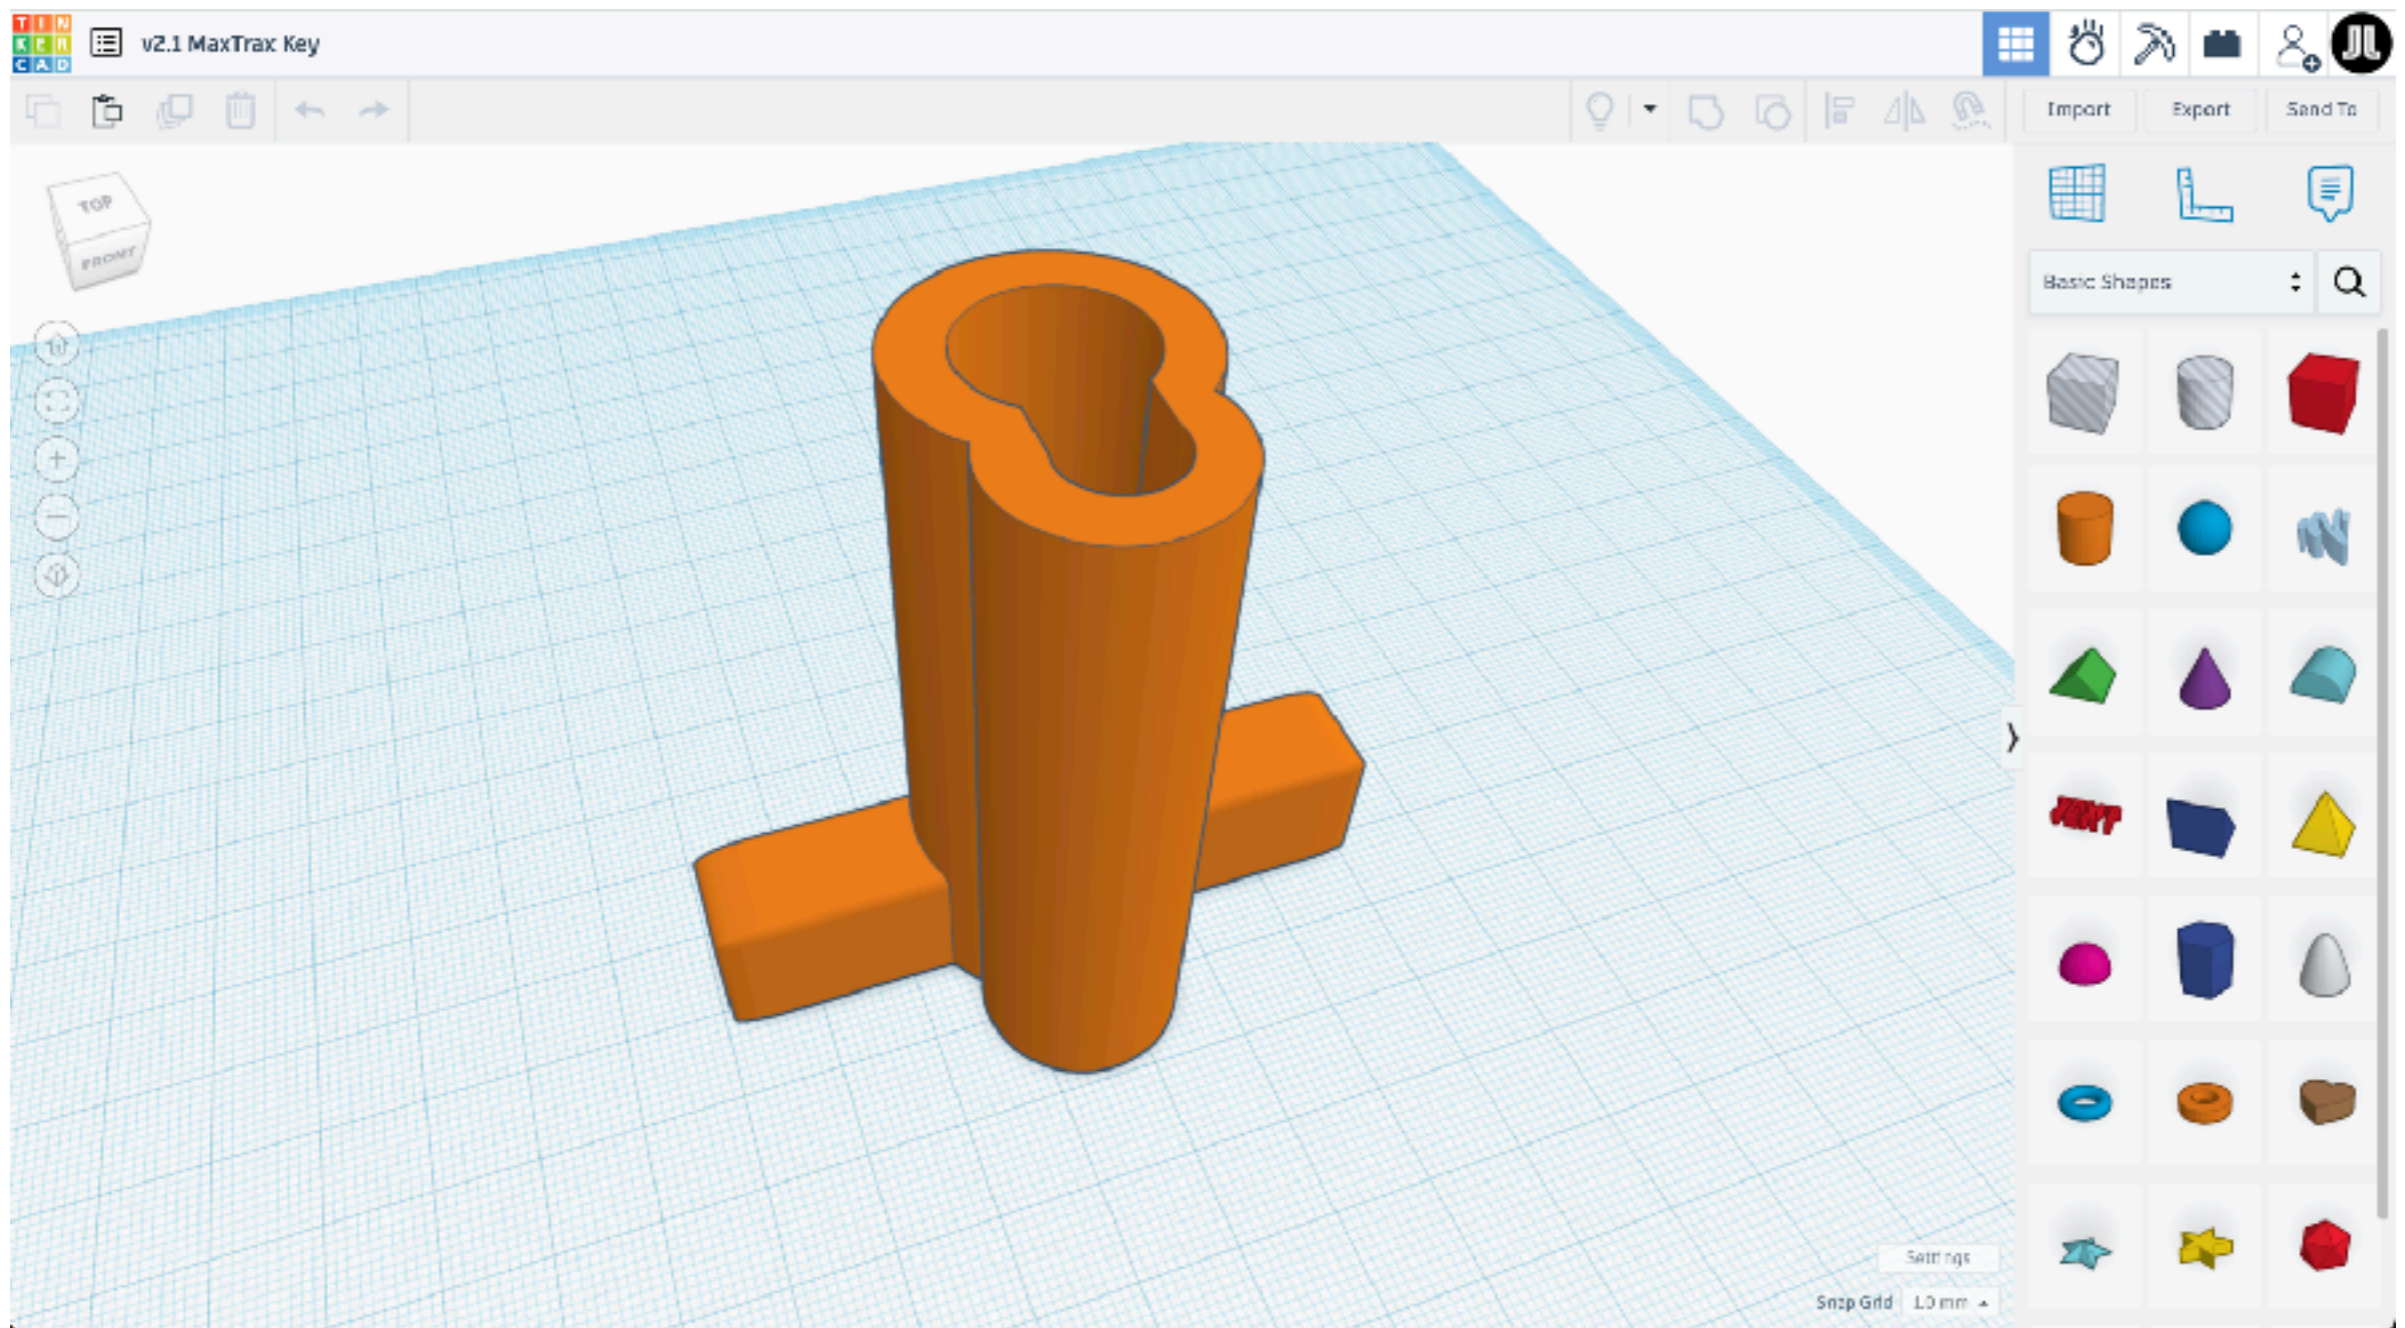 TIN
KER
CAD
v2.1 MaxTrax Key
Import
Export
Send To
TOP
FRONT
Basic Shapes
TEXT
Settings
Snap Grid 1.0 mm